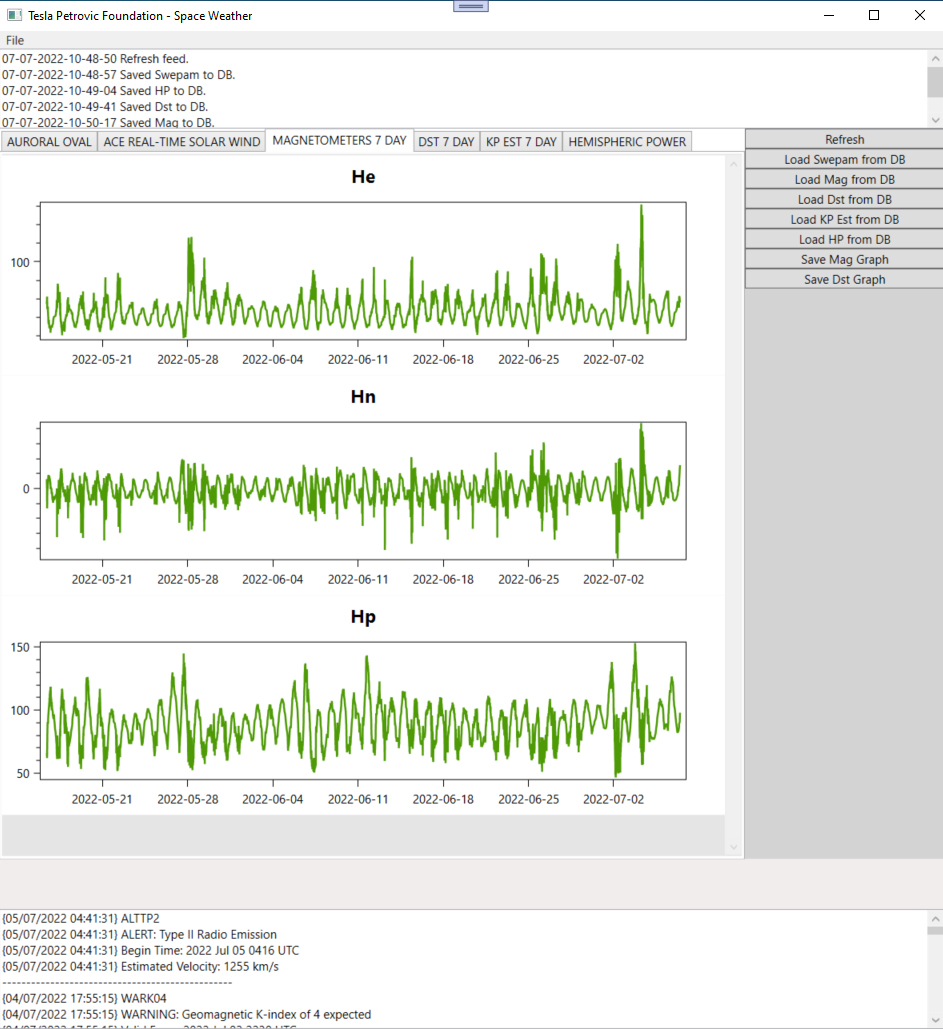 Tesla Petrovic Foundation - Space Weather
File
07-07-2022-10-48-50 Refresh feed.
07-07-2022-10-48-57 Saved Swepam to DB.
07-07-2022-10-49-04 Saved HP to DB.
07-07-2022-10-49-41 Saved Dst to DB.
07-07-2022-10-50-17 Saved Mag to DB.
AURORAL OVAL ACE REAL-TIME SOLAR WIND MAGNETOMETERS 7 DAY DST 7 DAY KP EST 7 DAY HEMISPHERIC POWER
Refresh
Load Swepam from DB
Load Mag from DB
Load Dst from DB
Load KP Est from DB
Load HP from DB
Save Mag Graph
Save Dst Graph
He
100
2022-05-21 2022-05-28 2022-06-04 2022-06-11 2022-06-18 2022-06-25 2022-07-02
Hn
0
2022-05-21 2022-05-28 2022-06-04 2022-06-11 2022-06-18 2022-06-25 2022-07-02
Hp
150
100
50
2022-05-21 2022-05-28 2022-06-04 2022-06-11 2022-06-18 2022-06-25 2022-07-02
{05/07/2022 04:41:31} ALTTP2
{05/07/2022 04:41:31} ALERT: Type II Radio Emission
{05/07/2022 04:41:31} Begin Time: 2022 Jul 05 0416 UTC
{05/07/2022 04:41:31} Estimated Velocity: 1255 km/s
--------------------------------------------------
{04/07/2022 17:55:15} WARK04
{04/07/2022 17:55:15} WARNING: Geomagnetic K-index of 4 expected